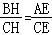 BH/CH = AE/CE